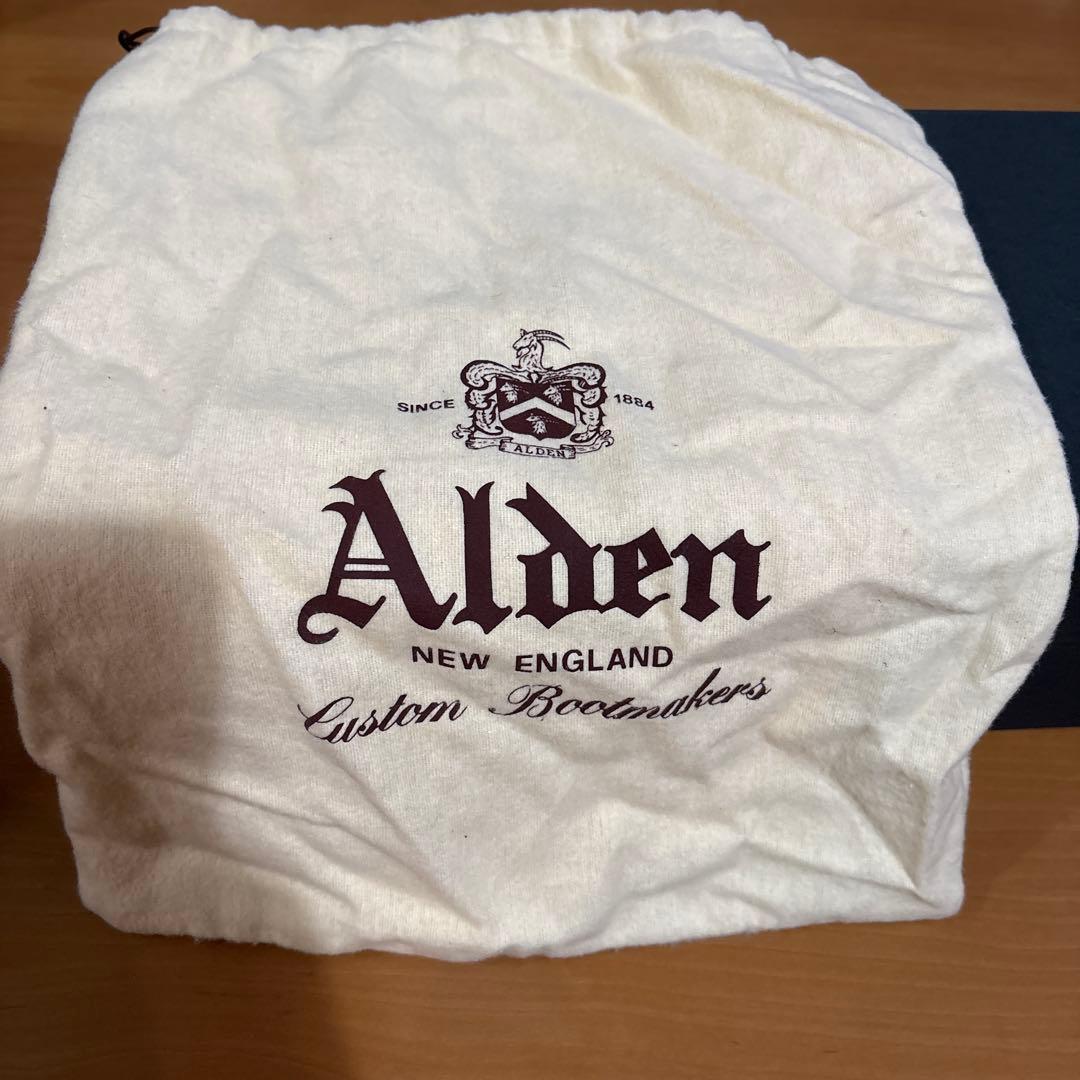 SINCE 1884
ALDEN
Alden
NEW ENGLAND
Custom Bootmakers